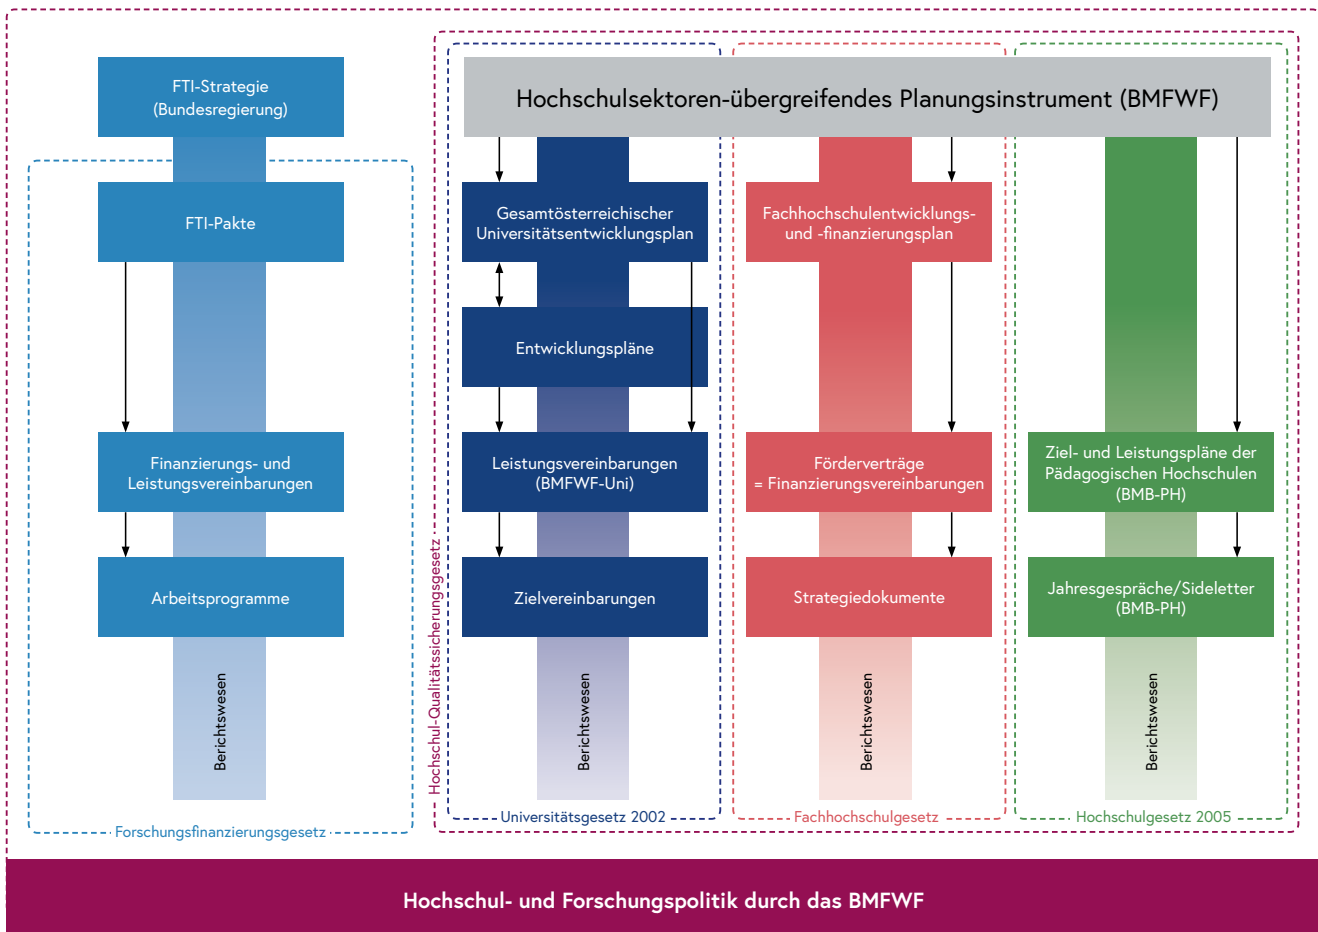 FTI-Strategie
(Bundesregierung)
FTI-Pakte
Finanzierungs- und
Leistungsvereinbarungen
Arbeitsprogramme
Berichtswesen
Forschungsfinanzierungsgesetz
Hochschul-Qualitätssicherungsgesetz
Hochschulsektoren-übergreifendes Planungsinstrument (BMFWF)
Gesamtösterreichischer
Universitätsentwicklungsplan
Entwicklungspläne
Leistungsvereinbarungen
(BMFWF-Uni)
Zielvereinbarungen
Berichtswesen
Universitätsgesetz 2002
Fachhochschulentwicklungs-
und -finanzierungsplan
Förderverträge
= Finanzierungsvereinbarungen
Strategiedokumente
Berichtswesen
Fachhochschulgesetz
Ziel- und Leistungspläne der
Pädagogischen Hochschulen
(BMB-PH)
Jahresgespräche/Sideletter
(BMB-PH)
Berichtswesen
Hochschulgesetz 2005
Hochschul- und Forschungspolitik durch das BMFWF